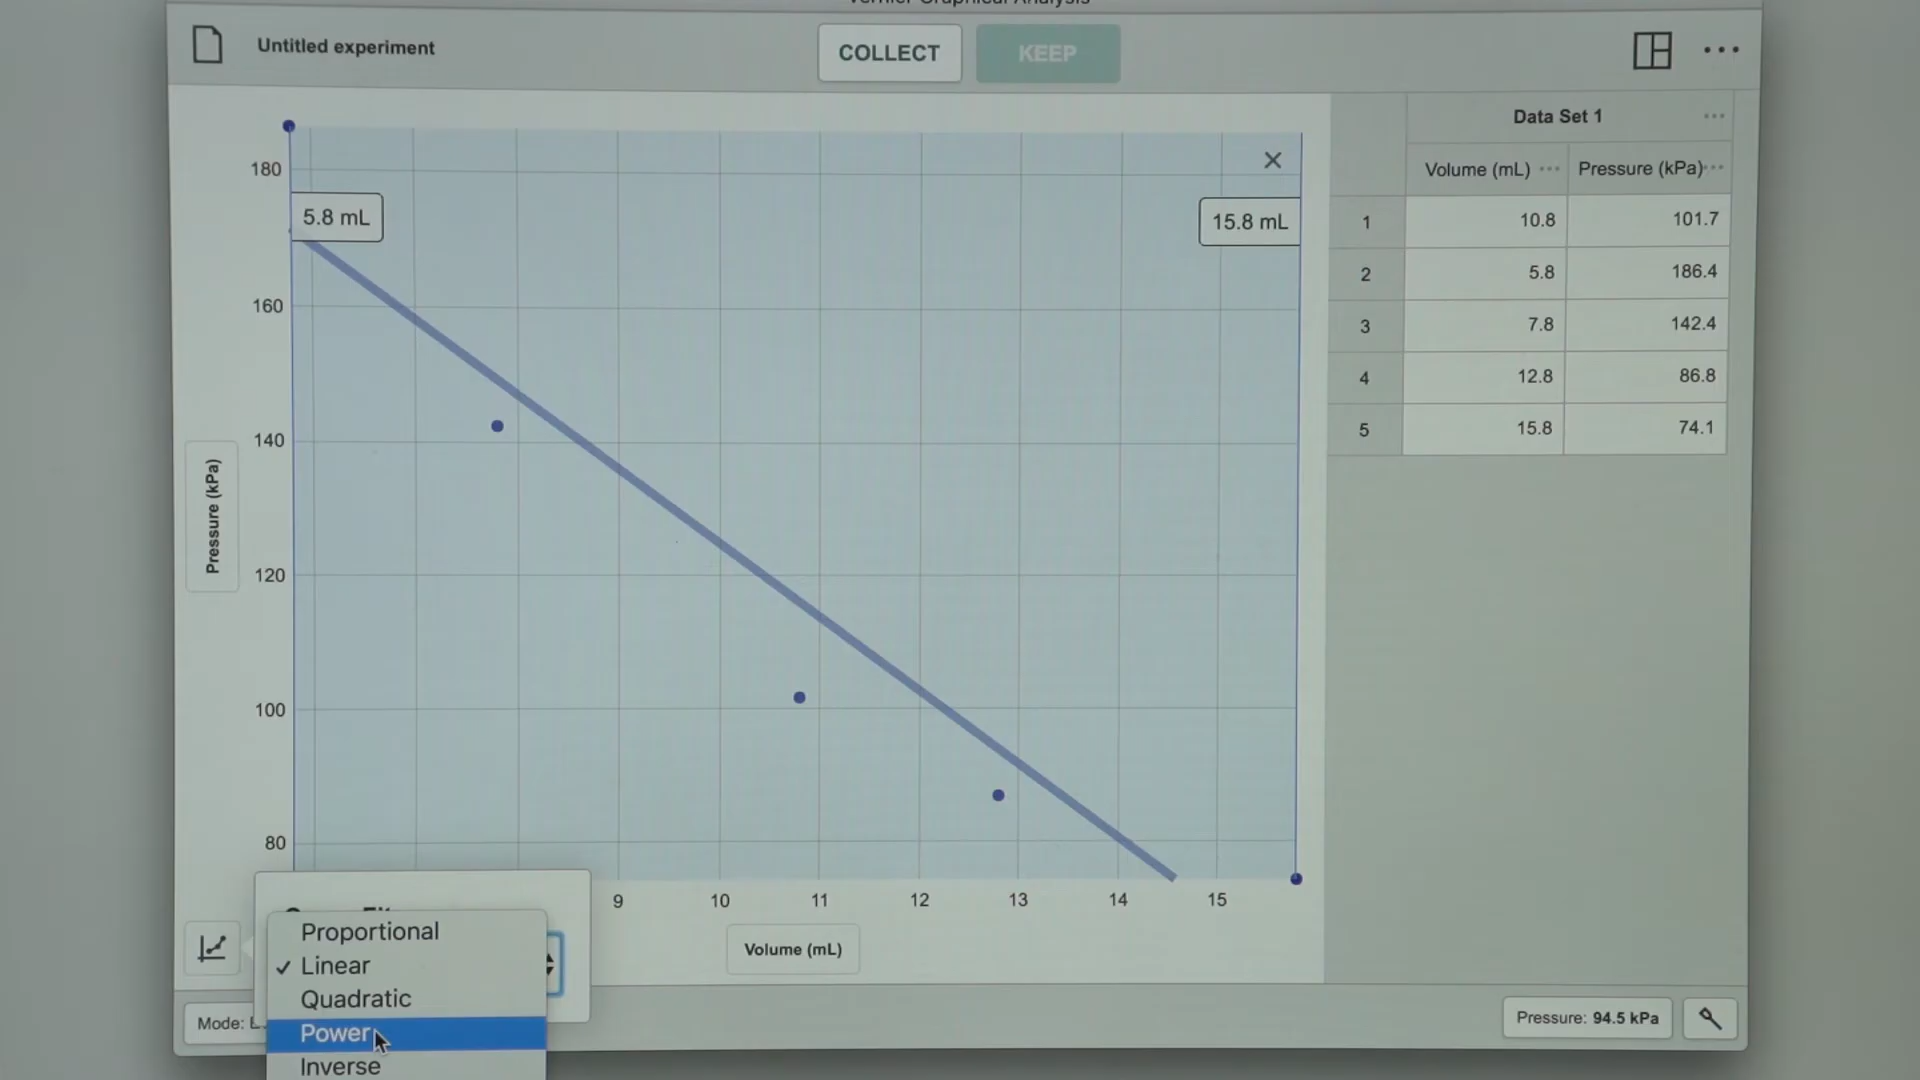 Vernier Graphical Analysis
Untitled experiment
COLLECT
KEEP
180
160
140
120
100
80
5.8 mL
15.8 mL
Pressure (kPa)
9 10 11 12 13 14 15
Volume (mL)
Data Set 1
Volume (mL) Pressure (kPa)
1 10.8 101.7
2 5.8 186.4
3 7.8 142.4
4 12.8 86.8
5 15.8 74.1
Proportional
Linear
Quadratic
Power
Inverse
Mode:
Pressure: 94.5 kPa